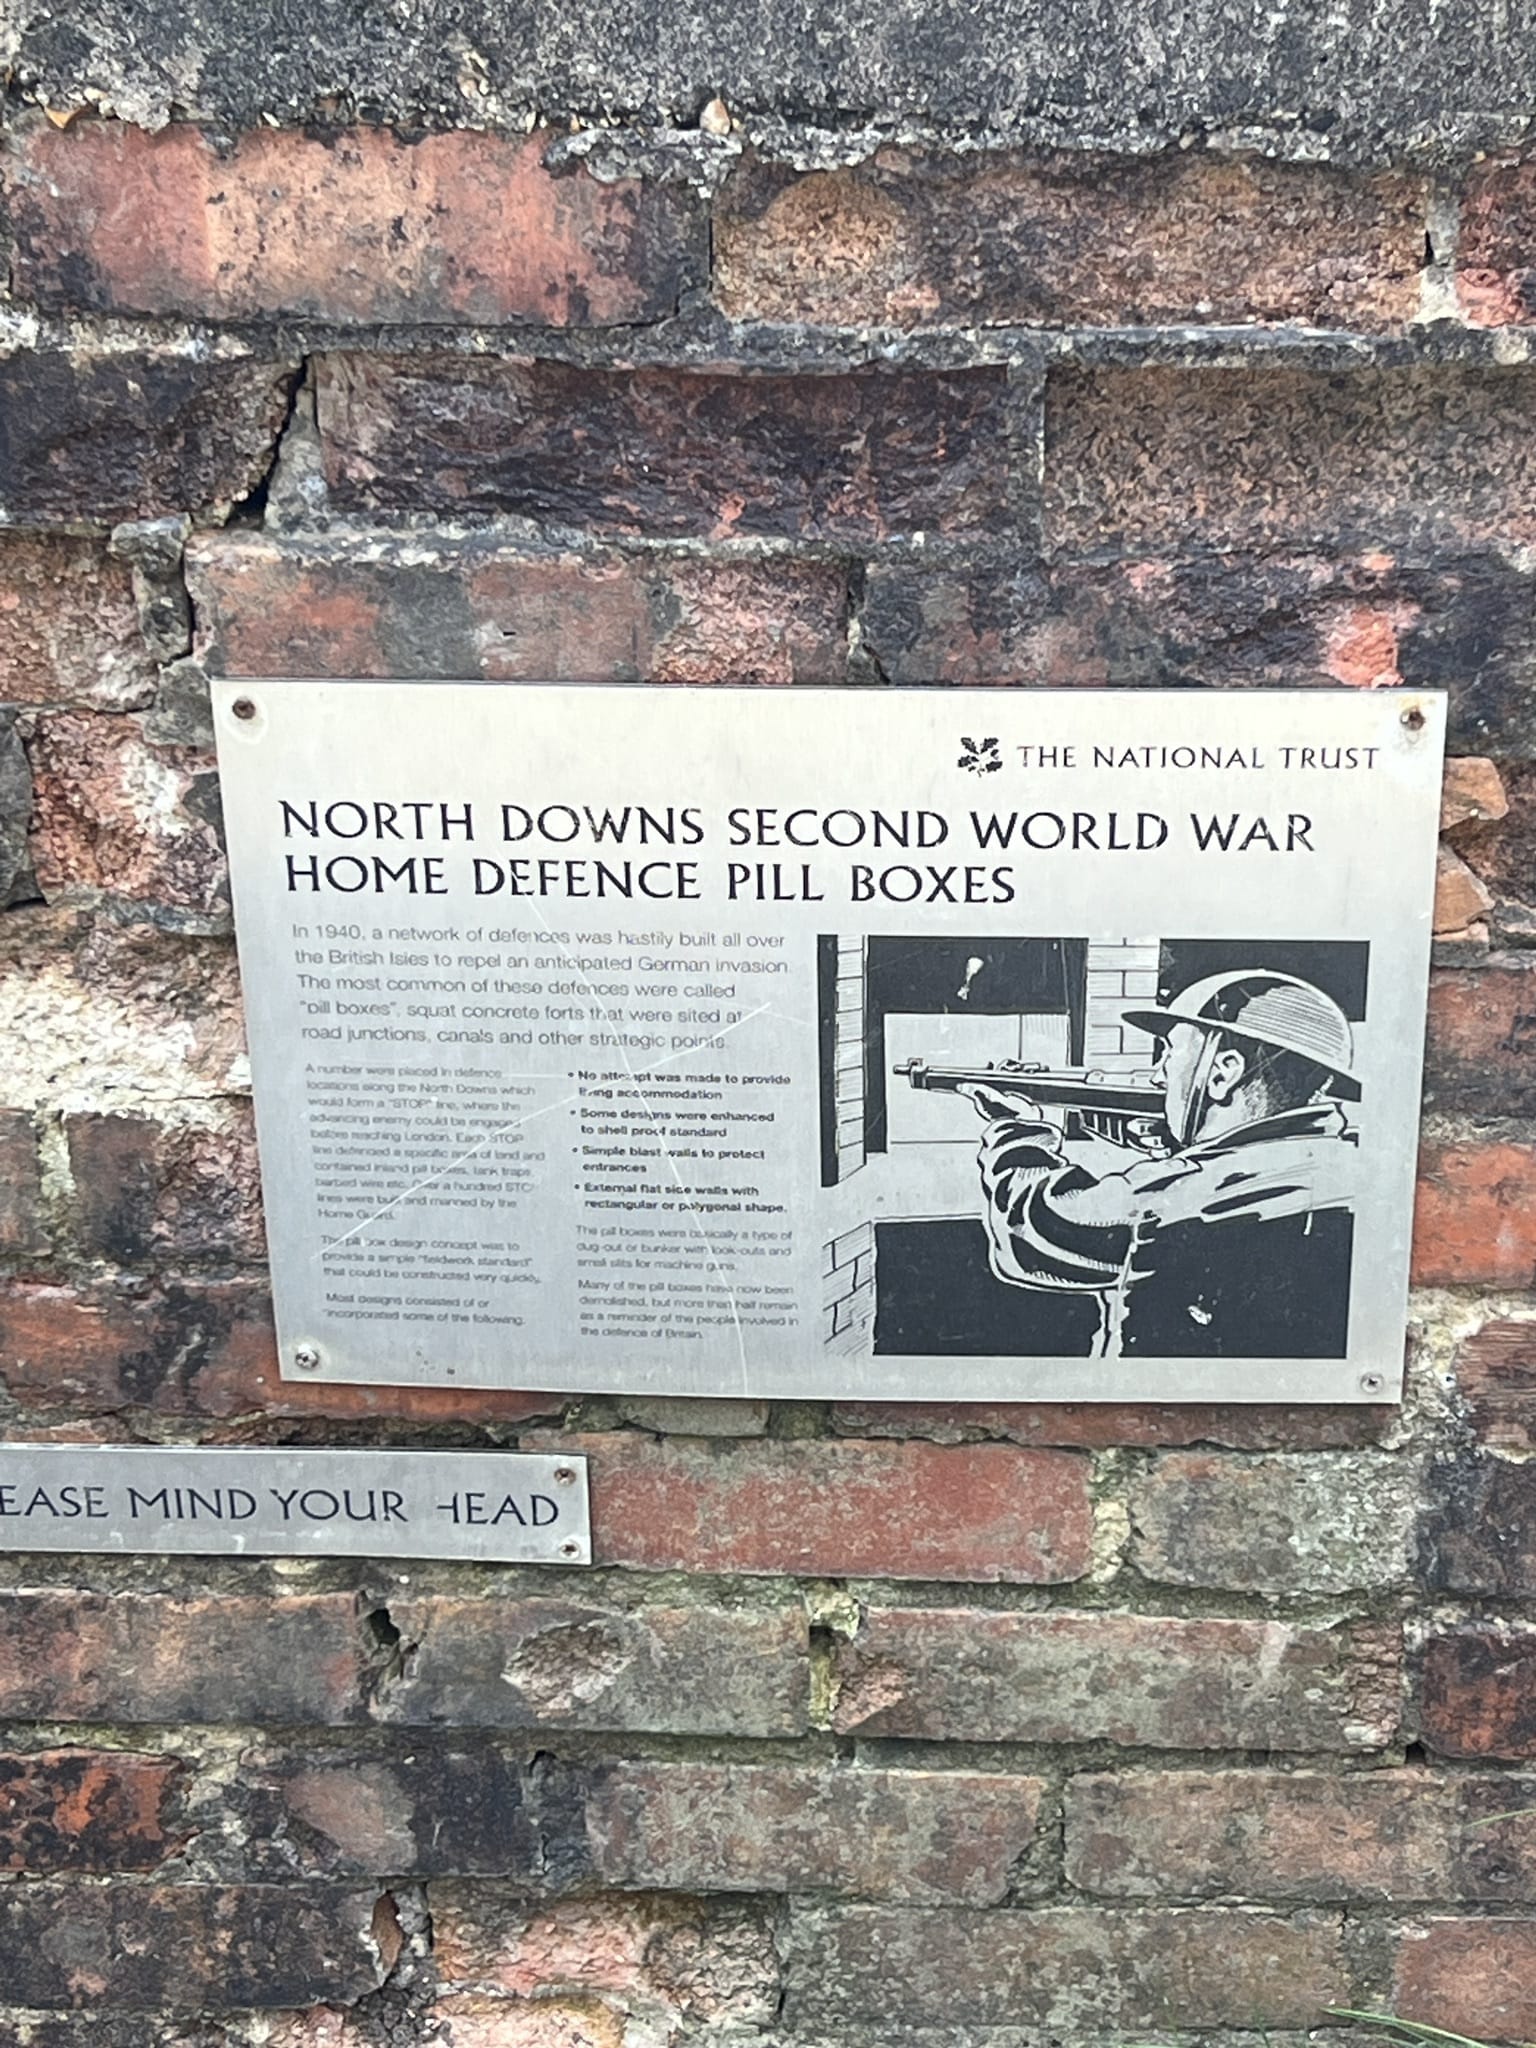 THE NATIONAL TRUST
NORTH DOWNS SECOND WORLD WAR
HOME DEFENCE PILL BOXES
In 1940, a network of defences was hastily built all over
the British Isles to repel an anticipated German invasion.
The most common of these defences were called
"pill boxes", squat concrete forts that were sited at
road junctions, canals and other strategic points.
A number were placed in defence
locations along the North Downs which
would form a "STOP" line, where the
advancing enemy could be engaged
before reaching London. Each STOP
line defended a specific area of land and
contained inland pill boxes, tank traps,
barbed wire etc. Over a hundred STO
lines were built and manned by the
Home Guard.
The pill box design concept was to
provide a simple "fieldwork standard"
that could be constructed very quickly.
Most designs consisted of or
"incorporated some of the following.
• No attempt was made to provide
living accommodation
• Some designs were enhanced
to shell proof standard
• Simple blast walls to protect
entrances
• External flat side walls with
rectangular or polygonal shape.
The pill boxes were basically a type of
dug-out or bunker with look-outs and
small slits for machine guns.
Many of the pill boxes have now been
demolished, but more than half remain
as a reminder of the people involved in
the defence of Britain.
EASE MIND YOUR HEAD